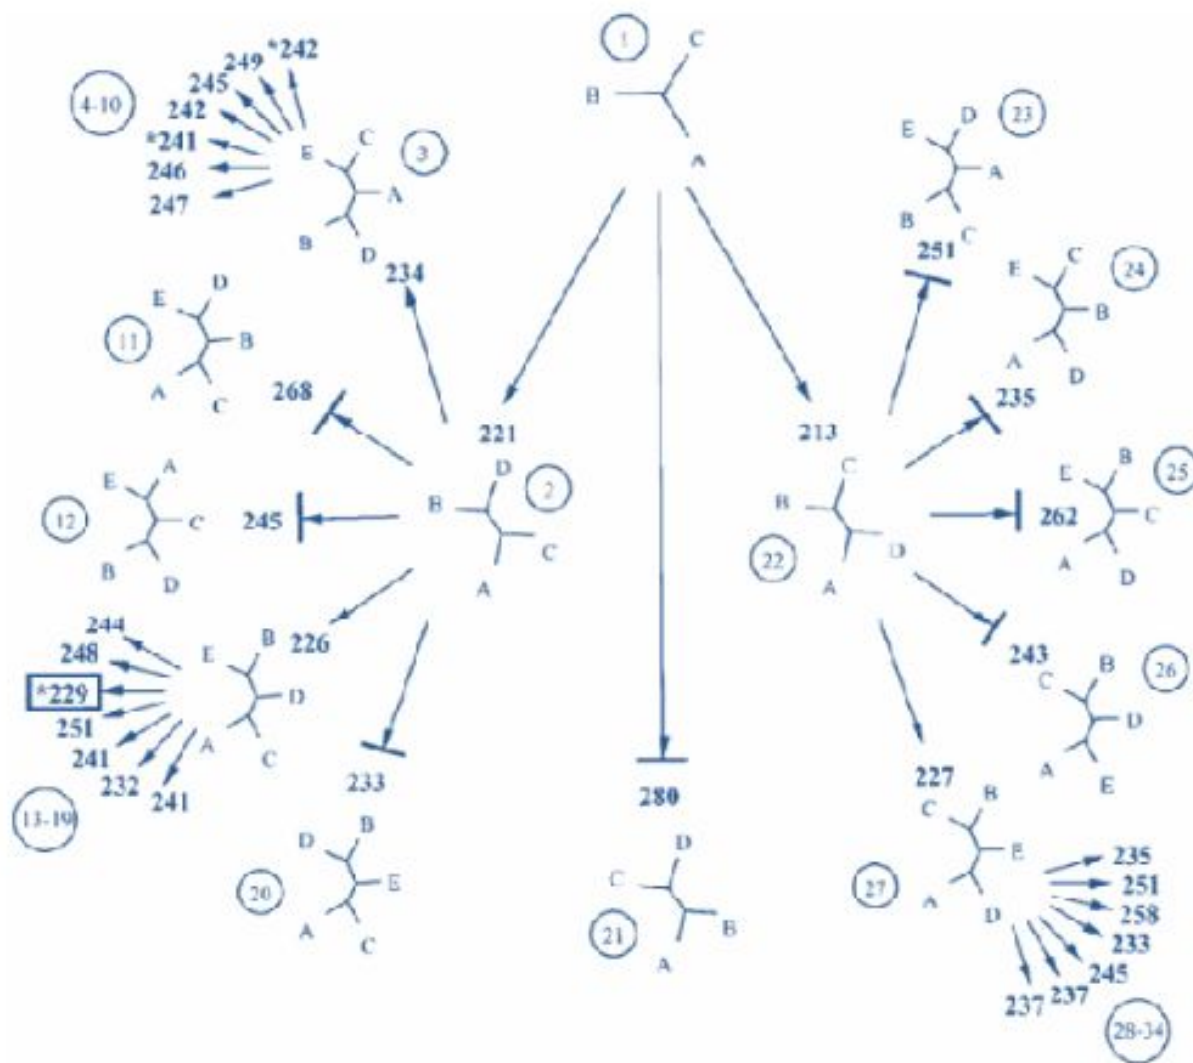 1
C
B
A
4-10
*242
249
245
242
*241
246
247
E
C
3
A
B
D
234
23
D
E
A
B
C
251
E
C
24
B
A
D
235
E
D
11
B
A
C
268
221
213
E
A
12
C
B
D
245
D
2
B
C
A
C
B
22
D
A
B
25
E
C
262
A
D
244
248
*229
251
241
232
241
13-19
226
B
E
D
A
C
243
B
26
C
D
A
E
233
B
D
20
E
A
C
280
D
C
21
B
A
227
B
C
E
27
A
D
235
251
258
233
245
237
237
28-34